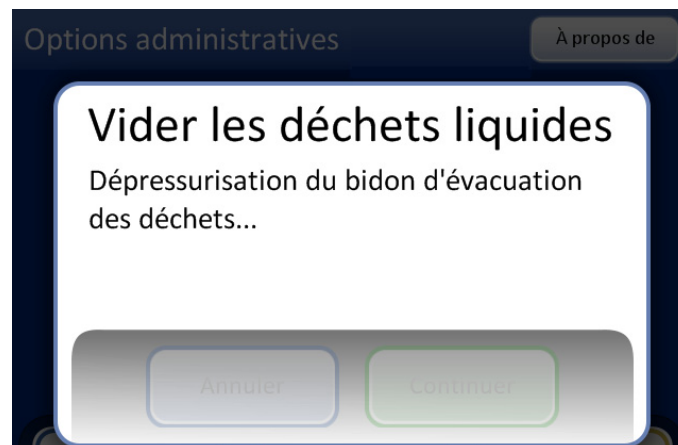 Options administratives
À propos de
Vider les déchets liquides
Dépressurisation du bidon d'évacuation
des déchets...
Annuler
Continuer